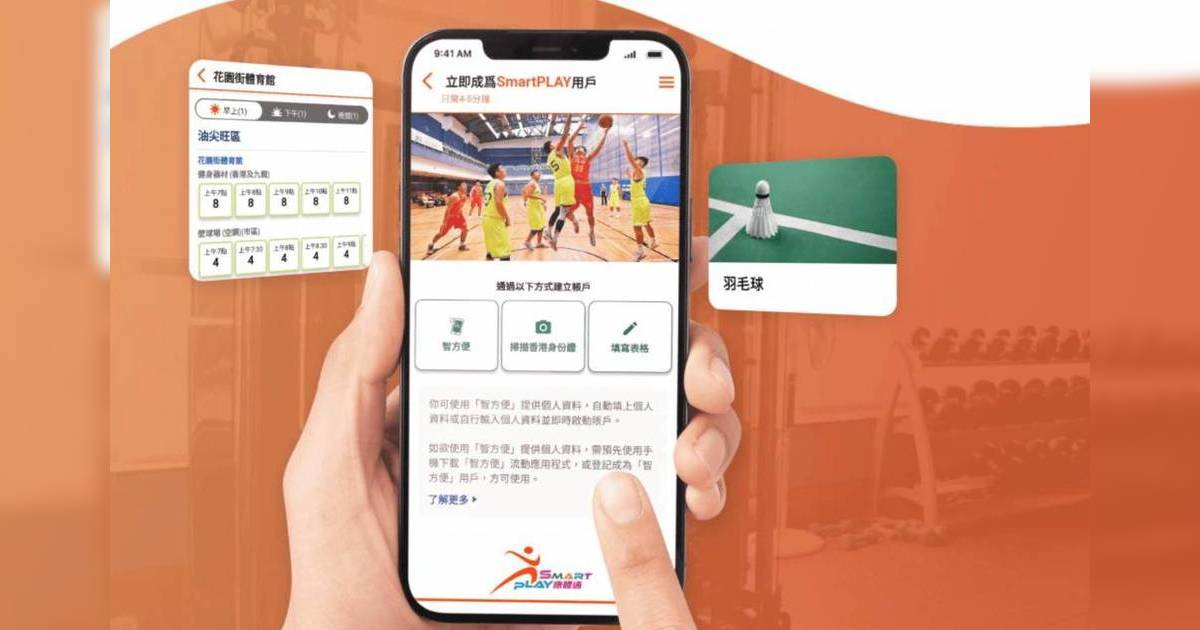 花園街體育館
早上(1)
下午(1)
晚間(1)
油尖旺區
花園街體育館
健身器材 (香港及九龍)
上午7點 上午8點 上午9點 上午10點 上午11點
8 8 8 8 8
壁球場 (空調)(市區)
上午7點 上午7:30 上午8點 上午8:30 上午9點
4 4 4 4 4
9:41 AM
立即成爲SmartPLAY用戶
只需4-5分鐘
通過以下方式建立帳戶
智方便
掃描香港身份證
填寫表格
你可使用「智方便」提供個人資料，自動填上個人
資料或自行輸入個人資料並即時啟動賬戶。
如欲使用「智方便」提供個人資料，需預先使用手
機下載「智方便」流動應用程式，或登記成為「智
方便」用戶，方可使用。
了解更多
SMART
PLAY康體通
羽毛球